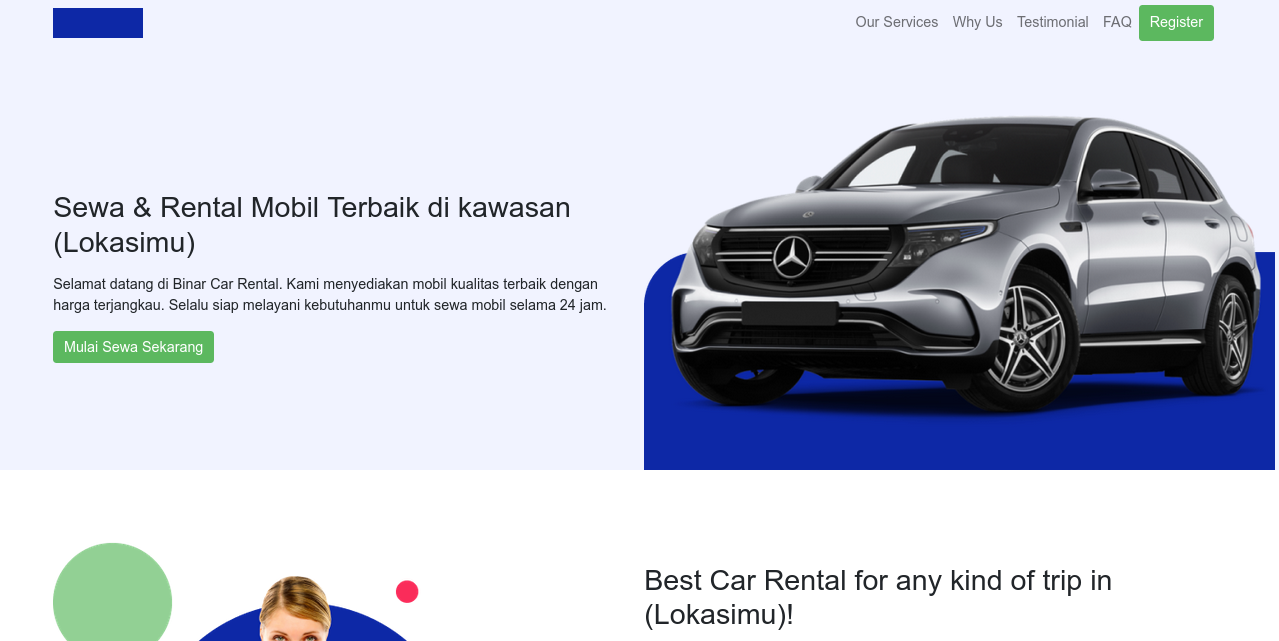 Our Services Why Us Testimonial FAQ Register
Sewa & Rental Mobil Terbaik di kawasan
(Lokasimu)
Selamat datang di Binar Car Rental. Kami menyediakan mobil kualitas terbaik dengan
harga terjangkau. Selalu siap melayani kebutuhanmu untuk sewa mobil selama 24 jam.
Mulai Sewa Sekarang
Best Car Rental for any kind of trip in
(Lokasimu)!